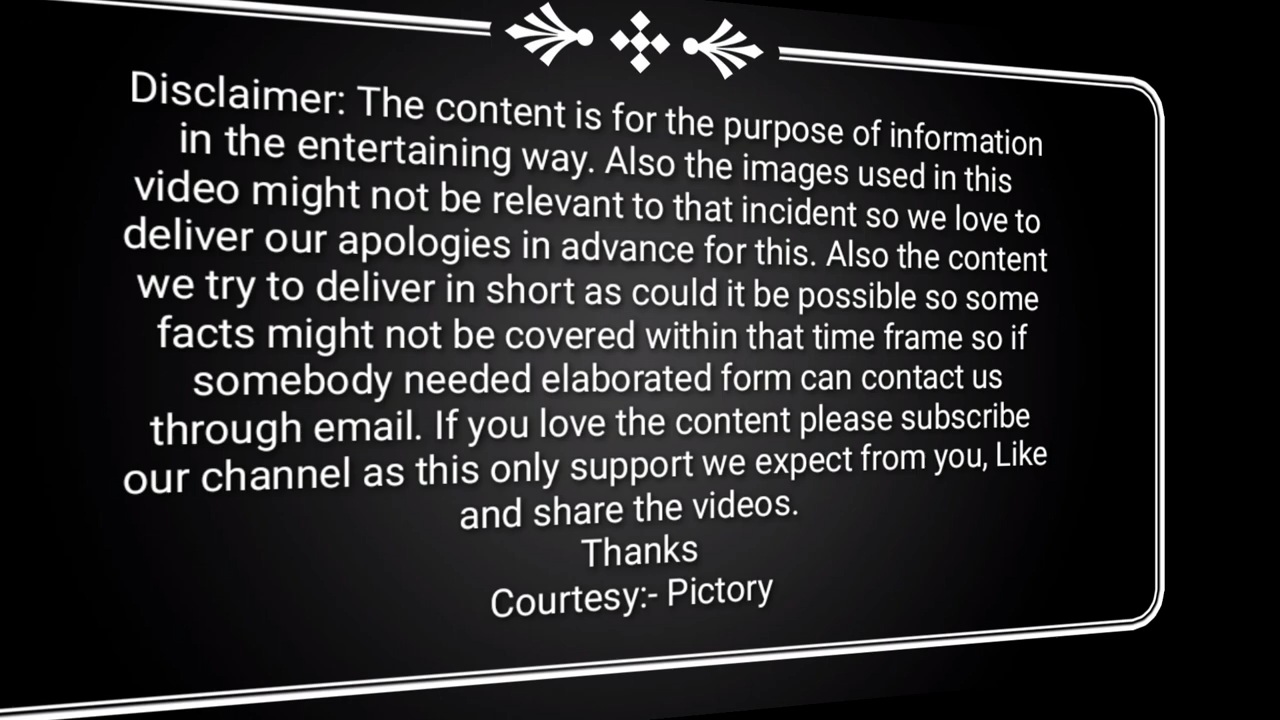 Disclaimer: The content is for the purpose of information
in the entertaining way. Also the images used in this
video might not be relevant to that incident so we love to
deliver our apologies in advance for this. Also the content
we try to deliver in short as could it be possible so some
facts might not be covered within that time frame so if
somebody needed elaborated form can contact us
through email. If you love the content please subscribe
our channel as this only support we expect from you, Like
and share the videos.
Thanks
Courtesy:- Pictory